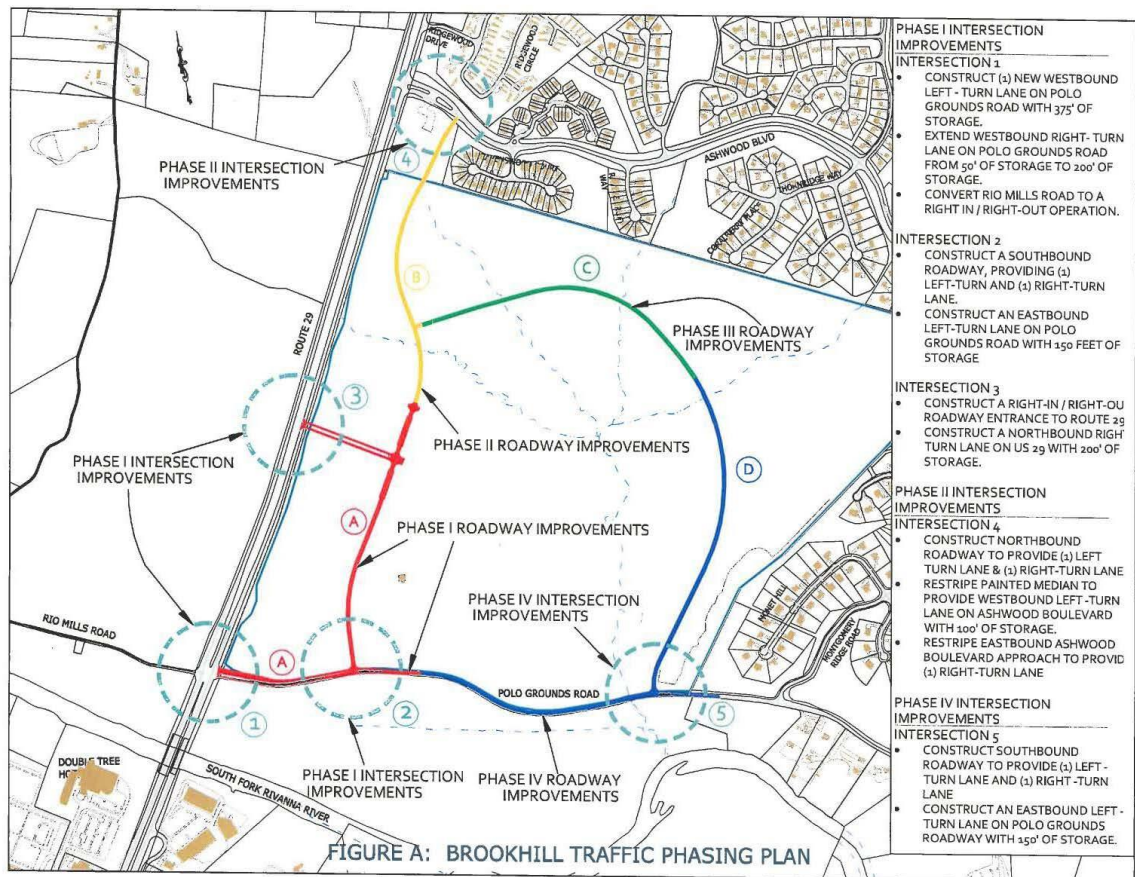 RIDGEWOOD
DRIVE
RIDGEWOOD
CIRCLE
PHASE II INTERSECTION
IMPROVEMENTS
4
ASHWOOD BLVD
WAY
THORNRIDGE WAY
PLACE
B
C
ROUTE 29
PHASE III ROADWAY
IMPROVEMENTS
3
PHASE II ROADWAY IMPROVEMENTS
PHASE I INTERSECTION
IMPROVEMENTS
D
A
PHASE I ROADWAY IMPROVEMENTS
PHASE IV INTERSECTION
IMPROVEMENTS
HONEY HILL
MONTGOMERY
RIDGE ROAD
RIO MILLS ROAD
A
POLO GROUNDS ROAD
1
2
5
DOUBLE TREE
SOUTH FORK RIVANNA RIVER
PHASE I INTERSECTION
IMPROVEMENTS
PHASE IV ROADWAY
IMPROVEMENTS
FIGURE A: BROOKHILL TRAFFIC PHASING PLAN
PHASE I INTERSECTION
IMPROVEMENTS
INTERSECTION 1
• CONSTRUCT (1) NEW WESTBOUND
LEFT - TURN LANE ON POLO
GROUNDS ROAD WITH 375' OF
STORAGE.
• EXTEND WESTBOUND RIGHT- TURN
LANE ON POLO GROUNDS ROAD
FROM 50' OF STORAGE TO 200' OF
STORAGE.
• CONVERT RIO MILLS ROAD TO A
RIGHT IN / RIGHT-OUT OPERATION.
INTERSECTION 2
• CONSTRUCT A SOUTHBOUND
ROADWAY, PROVIDING (1)
LEFT-TURN AND (1) RIGHT-TURN
LANE.
• CONSTRUCT AN EASTBOUND
LEFT-TURN LANE ON POLO
GROUNDS ROAD WITH 150 FEET OF
STORAGE
INTERSECTION 3
• CONSTRUCT A RIGHT-IN / RIGHT-OU
ROADWAY ENTRANCE TO ROUTE 29
• CONSTRUCT A NORTHBOUND RIGH
TURN LANE ON US 29 WITH 200' OF
STORAGE.
PHASE II INTERSECTION
IMPROVEMENTS
INTERSECTION 4
• CONSTRUCT NORTHBOUND
ROADWAY TO PROVIDE (1) LEFT
TURN LANE & (1) RIGHT-TURN LANE
• RESTRIPE PAINTED MEDIAN TO
PROVIDE WESTBOUND LEFT -TURN
LANE ON ASHWOOD BOULEVARD
WITH 100' OF STORAGE.
• RESTRIPE EASTBOUND ASHWOOD
BOULEVARD APPROACH TO PROVID
(1) RIGHT-TURN LANE
PHASE IV INTERSECTION
IMPROVEMENTS
INTERSECTION 5
• CONSTRUCT SOUTHBOUND
ROADWAY TO PROVIDE (1) LEFT -
TURN LANE AND (1) RIGHT -TURN
LANE
• CONSTRUCT AN EASTBOUND LEFT -
TURN LANE ON POLO GROUNDS
ROADWAY WITH 150' OF STORAGE.